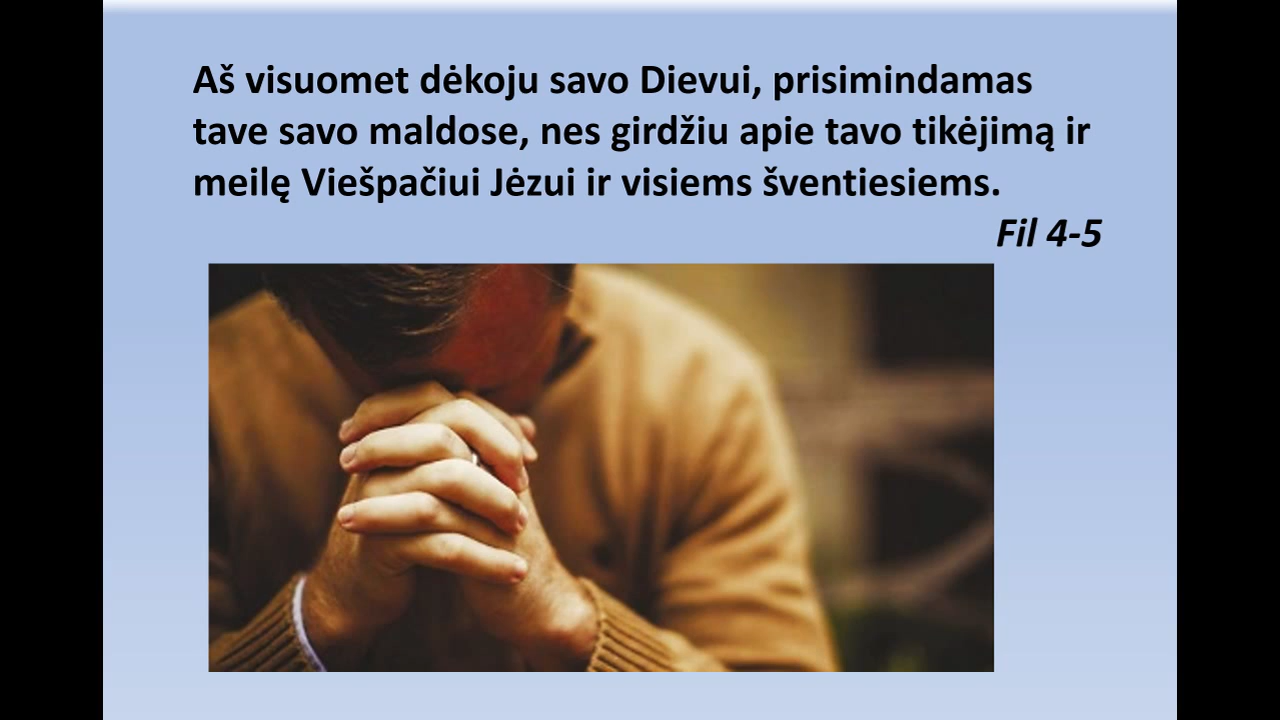 Aš visuomet dėkoju savo Dievui, prisimindamas
tave savo maldose, nes girdžiu apie tavo tikėjimą ir
meilę Viešpačiui Jėzui ir visiems šventiesiems.
Fil 4-5